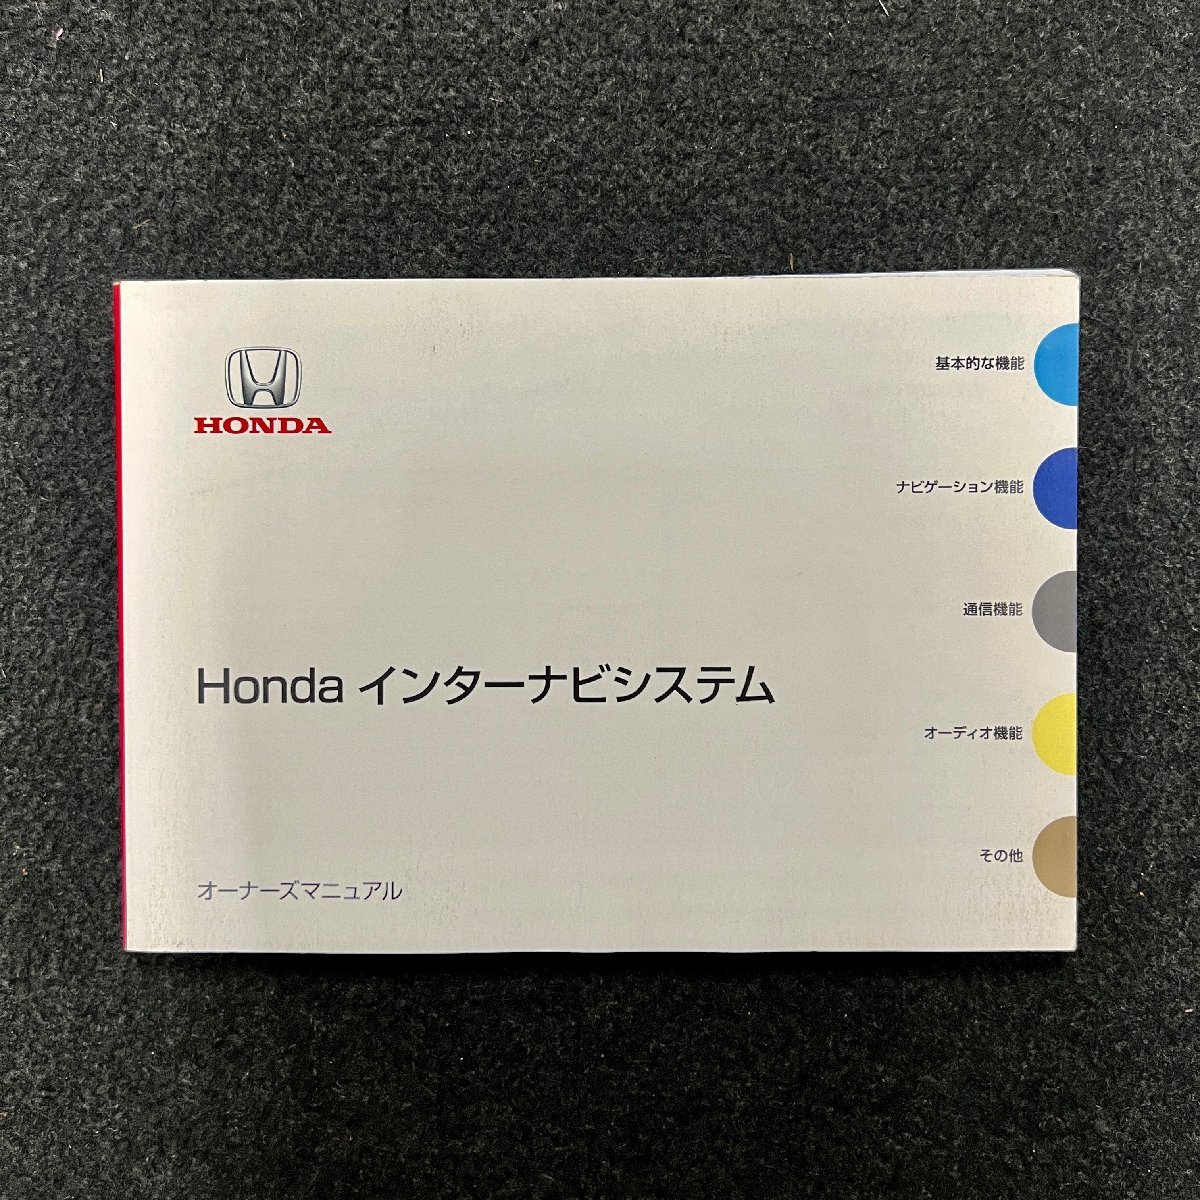 HONDA
基本的な機能
ナビゲーション機能
通信機能
Honda インターナビシステム
オーディオ機能
その他
オーナーズマニュアル